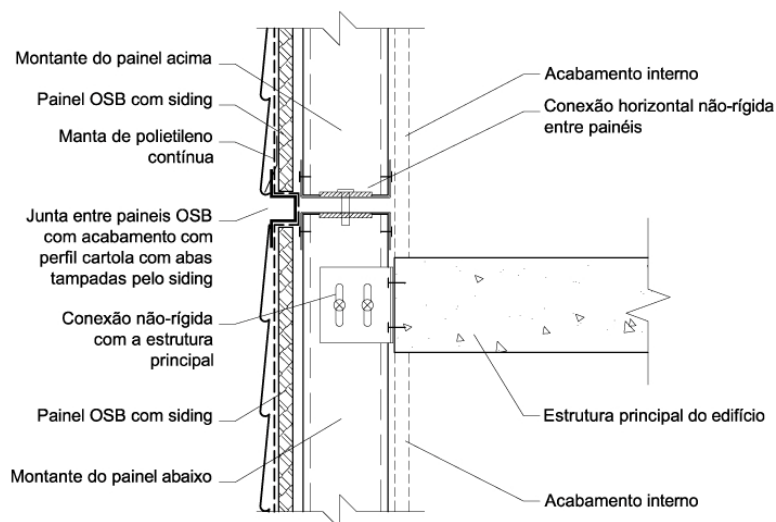 Montante do painel acima
Painel OSB com siding
Manta de polietileno
contínua
Junta entre paineis OSB
com acabamento com
perfil cartola com abas
tampadas pelo siding
Conexão não-rígida
com a estrutura
principal
Painel OSB com siding
Montante do painel abaixo
Acabamento interno
Conexão horizontal não-rígida
entre painéis
Estrutura principal do edifício
Acabamento interno